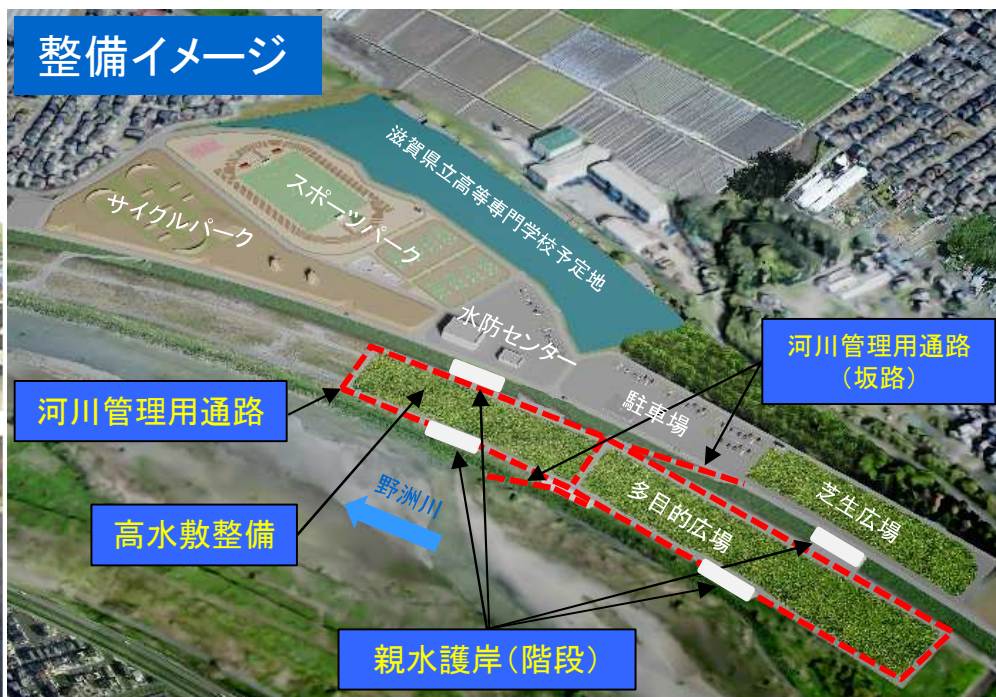 整備イメージ
滋賀県立高等専門学校予定地
スポーツパーク
サイクルパーク
水防センター
河川管理用通路
(坂路)
駐車場
河川管理用通路
芝生広場
野洲川
多目的広場
高水敷整備
親水護岸(階段)